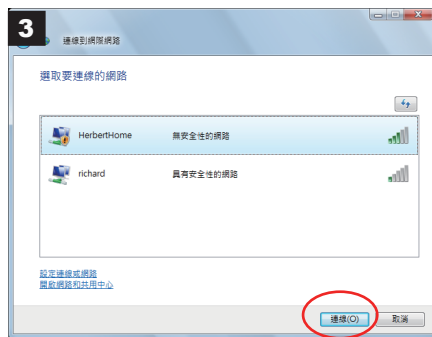 3
連線到網際網路
選取要連線的網路
HerbertHome 無安全性的網路
richard 具有安全性的網路
設定連線或網路
開啟網路和共用中心
連線(O) 取消